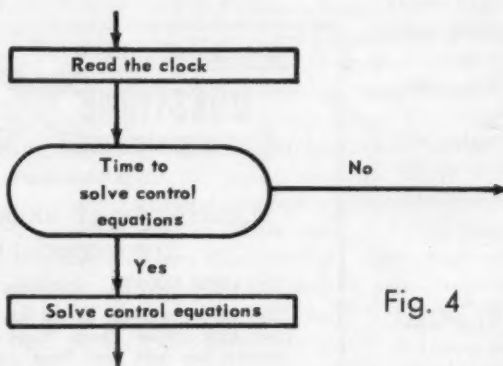 Read the clock
Time to
solve control
equations
No
Yes
Solve control equations
Fig. 4